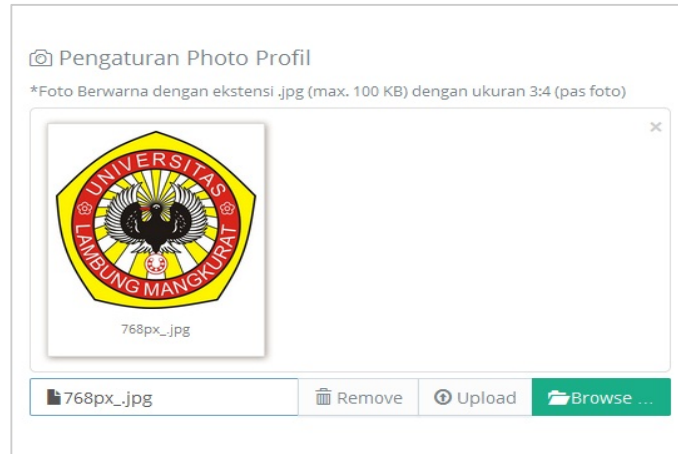 Pengaturan Photo Profil
*Foto Berwarna dengan ekstensi .jpg (max. 100 KB) dengan ukuran 3:4 (pas foto)
×
UNIVERSITAS
LAMBUNG MANGKURAT
768px_.jpg
768px_.jpg
Remove
Upload
Browse ...